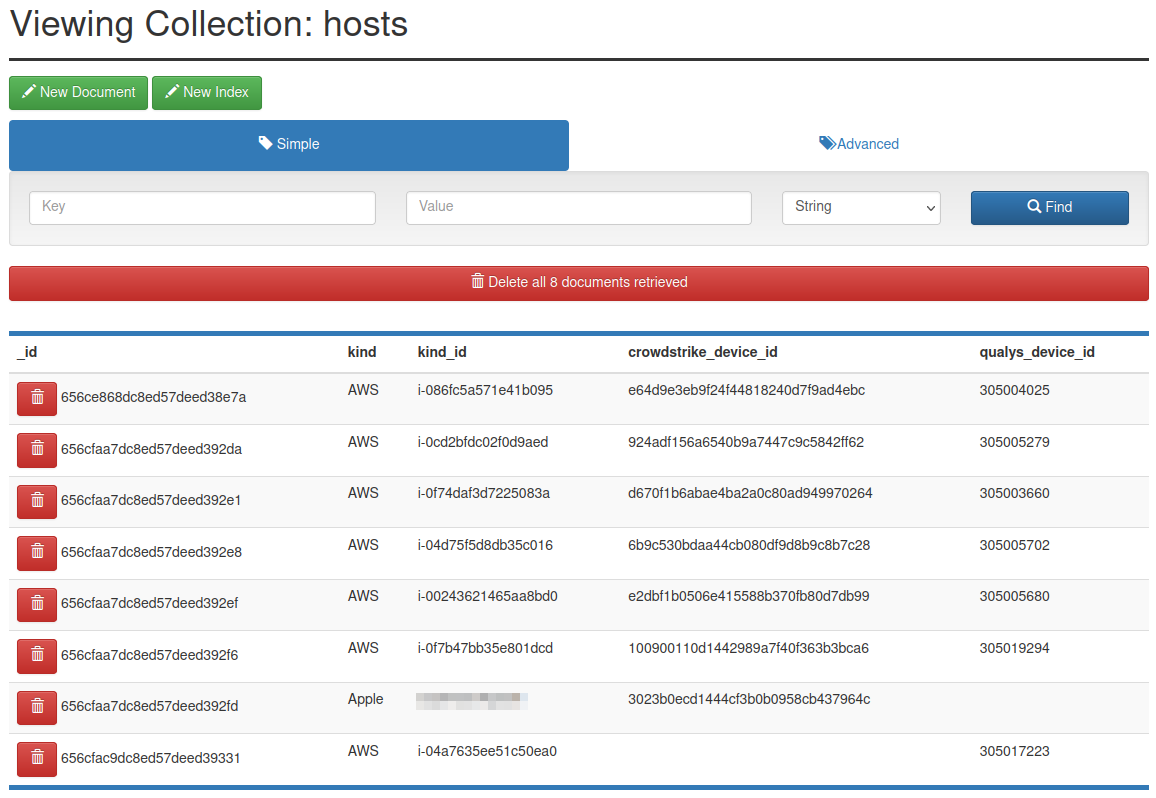 Viewing Collection: hosts
New Document New Index
Simple Advanced
Key Value String Find
Delete all 8 documents retrieved
_id kind kind_id crowdstrike_device_id qualys_device_id
656ce868dc8ed57deed38e7a AWS i-086fc5a571e41b095 e64d9e3eb9f24f44818240d7f9ad4ebc 305004025
656cfaa7dc8ed57deed392da AWS i-0cd2bfdc02f0d9aed 924adf156a6540b9a7447c9c5842ff62 305005279
656cfaa7dc8ed57deed392e1 AWS i-0f74daf3d7225083a d670f1b6abae4ba2a0c80ad949970264 305003660
656cfaa7dc8ed57deed392e8 AWS i-04d75f5d8db35c016 6b9c530bdaa44cb080df9d8b9c8b7c28 305005702
656cfaa7dc8ed57deed392ef AWS i-00243621465aa8bd0 e2dbf1b0506e415588b370fb80d7db99 305005680
656cfaa7dc8ed57deed392f6 AWS i-0f7b47bb35e801dcd 100900110d1442989a7f40f363b3bca6 305019294
656cfaa7dc8ed57deed392fd Apple 3023b0ecd1444cf3b0b0958cb437964c
656cfac9dc8ed57deed39331 AWS i-04a7635ee51c50ea0 305017223